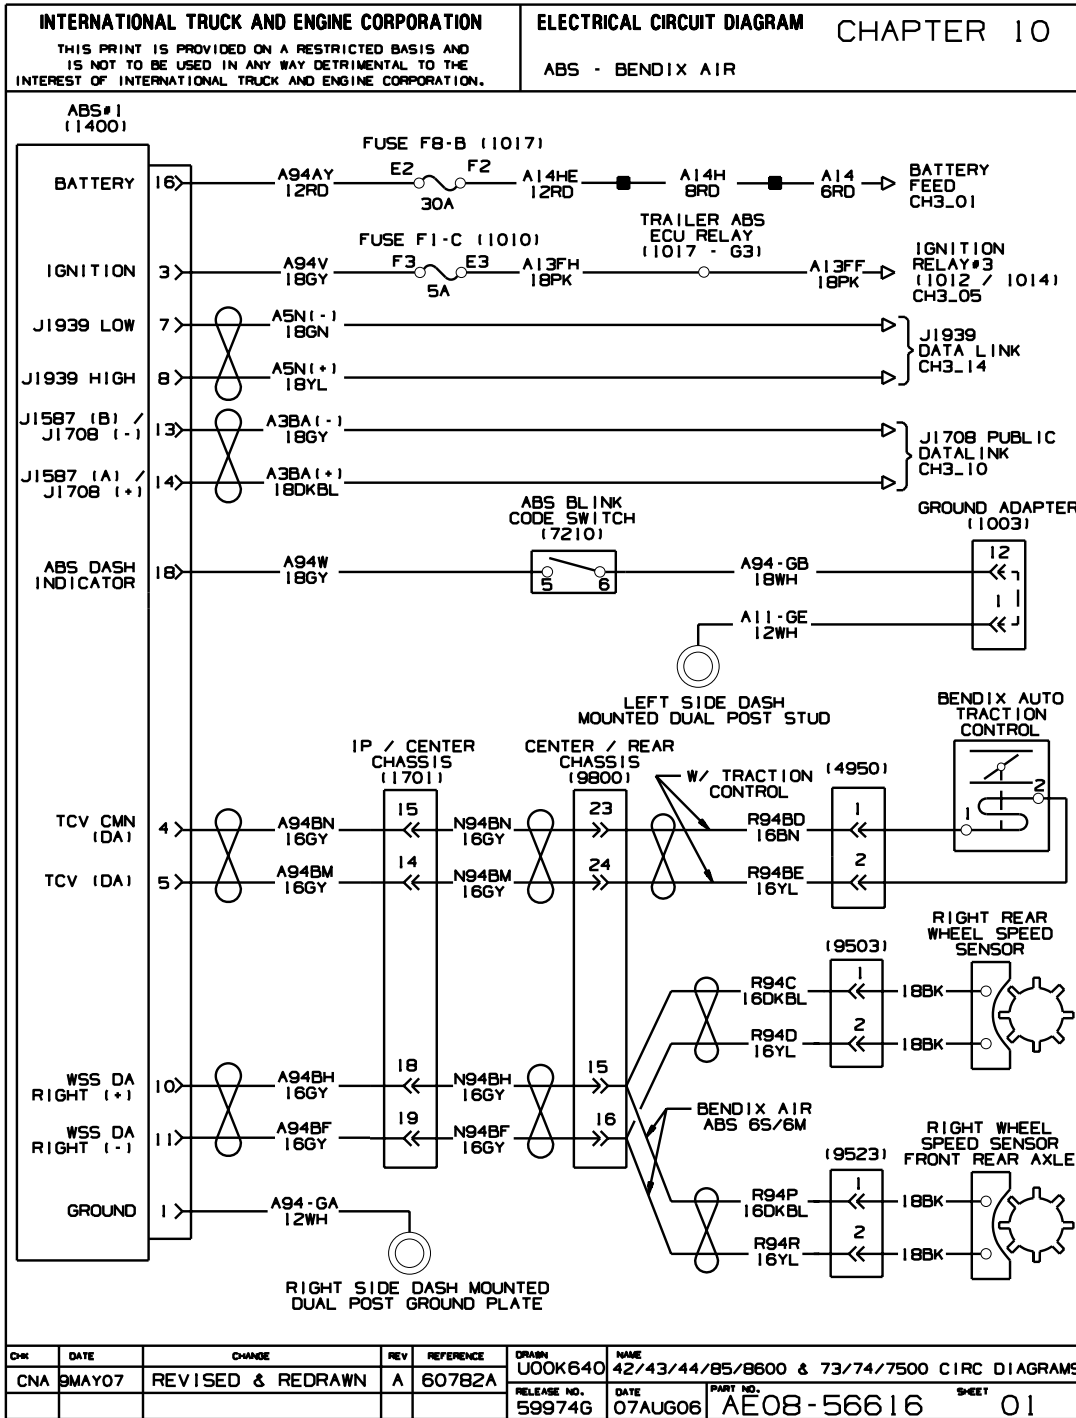 INTERNATIONAL TRUCK AND ENGINE CORPORATION
THIS PRINT IS PROVIDED ON A RESTRICTED BASIS AND
IS NOT TO BE USED IN ANY WAY DETRIMENTAL TO THE
INTEREST OF INTERNATIONAL TRUCK AND ENGINE CORPORATION.
ELECTRICAL CIRCUIT DIAGRAM CHAPTER 10
ABS - BENDIX AIR
ABS#1
(1400)
FUSE F8-B (1017)
BATTERY 16 A94AY E2 F2 A14HE A14H A14 BATTERY
12RD 30A 12RD 8RD 6RD FEED
CH3_01
TRAILER ABS
ECU RELAY
(1017 - G3)
FUSE F1-C (1010)
IGNITION 3 A94V F3 E3 A13FH A13FF IGNITION
18GY 5A 18PK 18PK RELAY#3
(1012 / 1014)
CH3_05
J1939 LOW 7 A5N(-)
18GN
J1939
DATA LINK
CH3_14
J1939 HIGH 8 A5N(+)
18YL
J1587 (B) /
J1708 (-) 13 A3BA(-)
18GY
J1708 PUBLIC
DATALINK
CH3_10
J1587 (A) /
J1708 (+) 14 A3BA(+)
18DKBL
ABS BLINK
CODE SWITCH
(7210)
GROUND ADAPTER
(1003)
ABS DASH
INDICATOR 18 A94W
18GY
5 6
A94-GB
18WH
12
A11-GE
12WH
1
LEFT SIDE DASH
MOUNTED DUAL POST STUD
BENDIX AUTO
TRACTION
CONTROL
1 2
IP / CENTER
CHASSIS
(1701)
CENTER / REAR
CHASSIS
(9800)
W/ TRACTION
CONTROL
(4950)
TCV CMN
(DA) 4 A94BN 15 N94BN 23 R94BD 1
16GY 16GY 16BN
TCV (DA) 5 A94BM 14 N94BM 24 R94BE 2
16GY 16GY 16YL
RIGHT REAR
WHEEL SPEED
SENSOR
(9503)
R94C 1 18BK
16DKBL
R94D 2 18BK
16YL
WSS DA
RIGHT (+) 10 A94BH 18 N94BH 15
16GY 16GY
WSS DA
RIGHT (-) 11 A94BF 19 N94BF 16
16GY 16GY
BENDIX AIR
ABS 6S/6M
RIGHT WHEEL
SPEED SENSOR
FRONT REAR AXLE
(9523)
R94P 1 18BK
16DKBL
R94R 2 18BK
16YL
GROUND 1 A94-GA
12WH
RIGHT SIDE DASH MOUNTED
DUAL POST GROUND PLATE
CHK DATE CHANGE REV REFERENCE DRAWN NAME
CNA 9MAY07 REVISED & REDRAWN A 60782A U00K640 42/43/44/85/8600 & 73/74/7500 CIRC DIAGRAMS
RELEASE NO. DATE PART NO. SHEET
59974G 07AUG06 AE08-56616 01